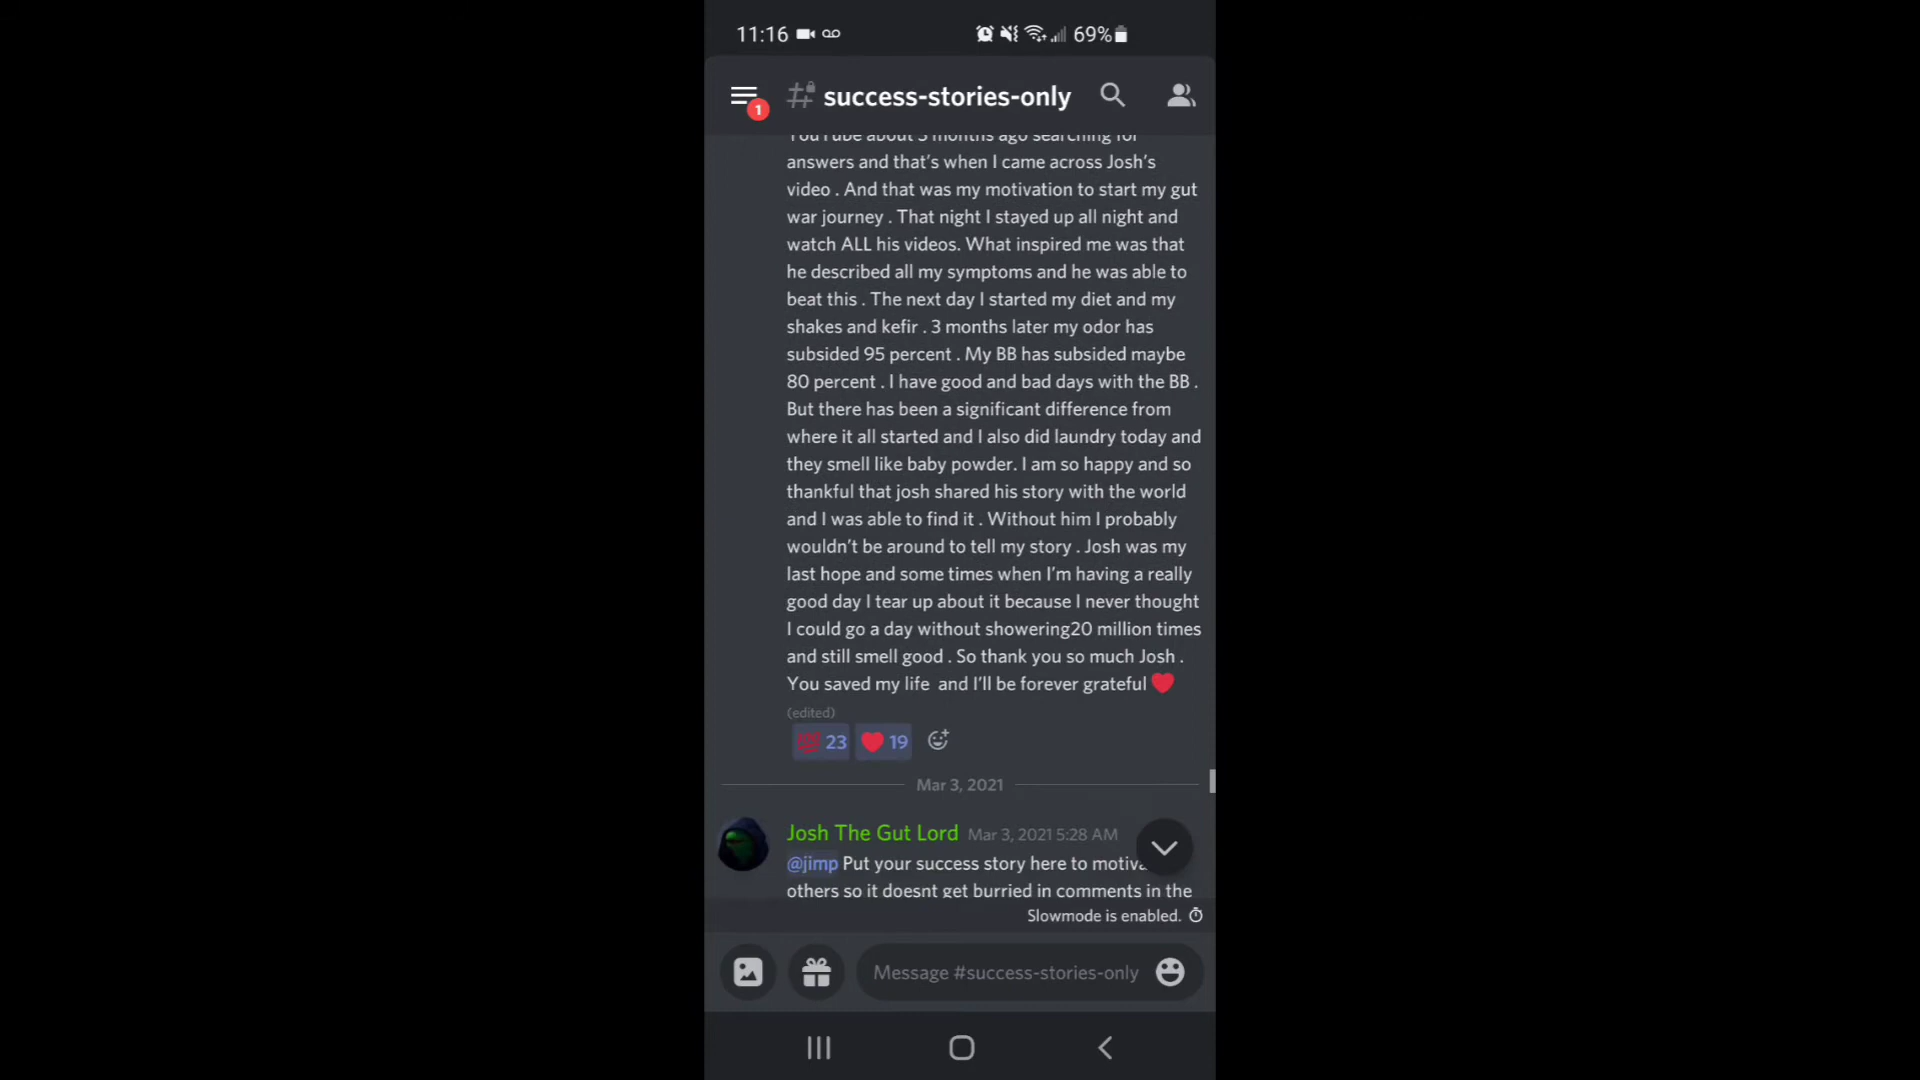 11:16 69%
1 success-stories-only
YouTube about 3 months ago searching for
answers and that's when I came across Josh's
video . And that was my motivation to start my gut
war journey . That night I stayed up all night and
watch ALL his videos. What inspired me was that
he described all my symptoms and he was able to
beat this . The next day I started my diet and my
shakes and kefir . 3 months later my odor has
subsided 95 percent . My BB has subsided maybe
80 percent . I have good and bad days with the BB .
But there has been a significant difference from
where it all started and I also did laundry today and
they smell like baby powder. I am so happy and so
thankful that josh shared his story with the world
and I was able to find it . Without him I probably
wouldn't be around to tell my story . Josh was my
last hope and some times when I'm having a really
good day I tear up about it because I never thought
I could go a day without showering20 million times
and still smell good . So thank you so much Josh .
You saved my life  and I'll be forever grateful ❤️
(edited)
💯 23 ❤️ 19
Mar 3, 2021
Josh The Gut Lord Mar 3, 2021 5:28 AM
@jimp Put your success story here to motiva
others so it doesnt get burried in comments in the
Slowmode is enabled.
Message #success-stories-only